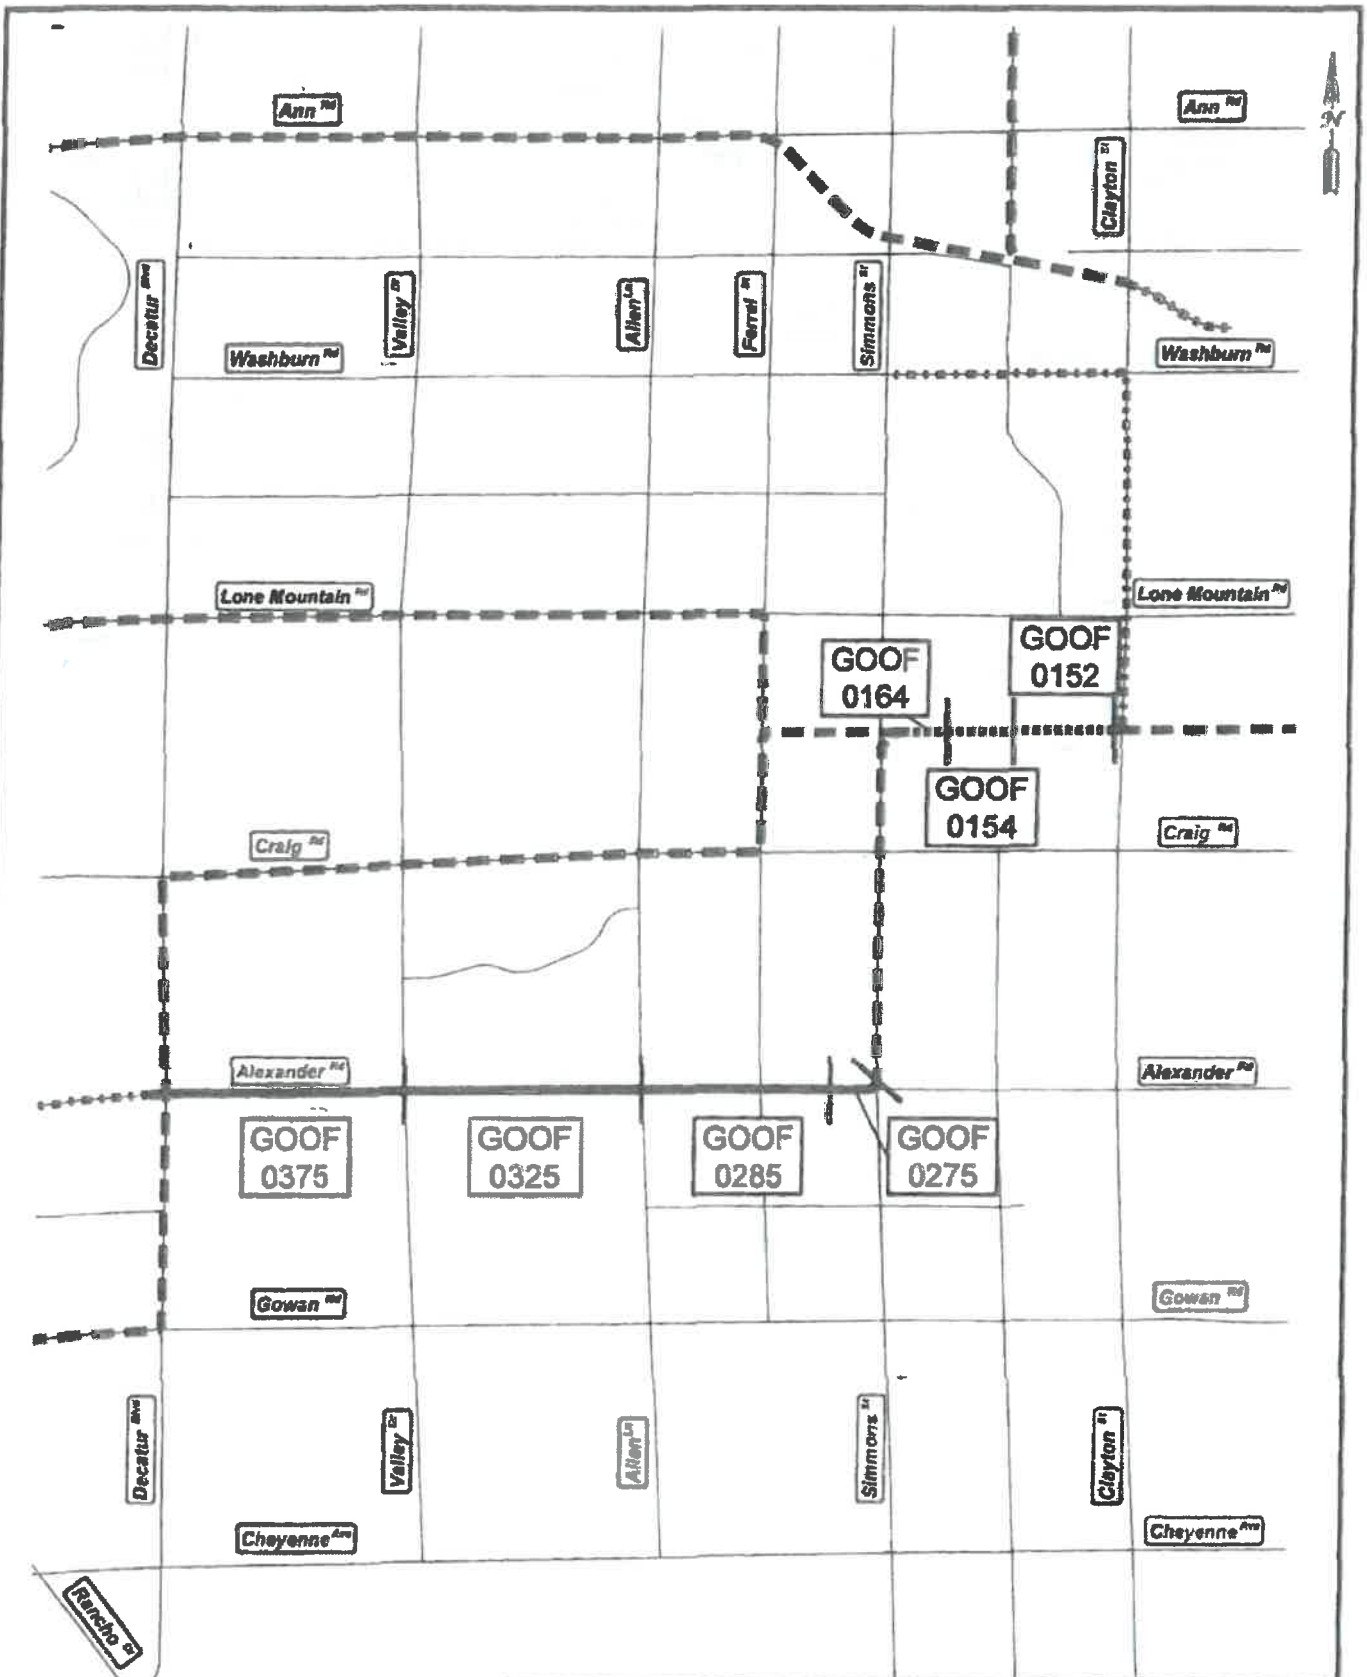 Ann Rd
Ann Rd
N
Clayton St
Decatur Blvd
Valley Dr
Allen Ln
Ferrel St
Simmons St
Washburn Rd
Washburn Rd
Lone Mountain Rd
Lone Mountain Rd
GOOF
0164
GOOF
0152
GOOF
0154
Craig Rd
Craig Rd
Alexander Rd
Alexander Rd
GOOF
0375
GOOF
0325
GOOF
0285
GOOF
0275
Gowan Rd
Gowan Rd
Decatur Blvd
Valley Dr
Allen Ln
Simmons St
Clayton St
Cheyenne Ave
Cheyenne Ave
Rancho Dr